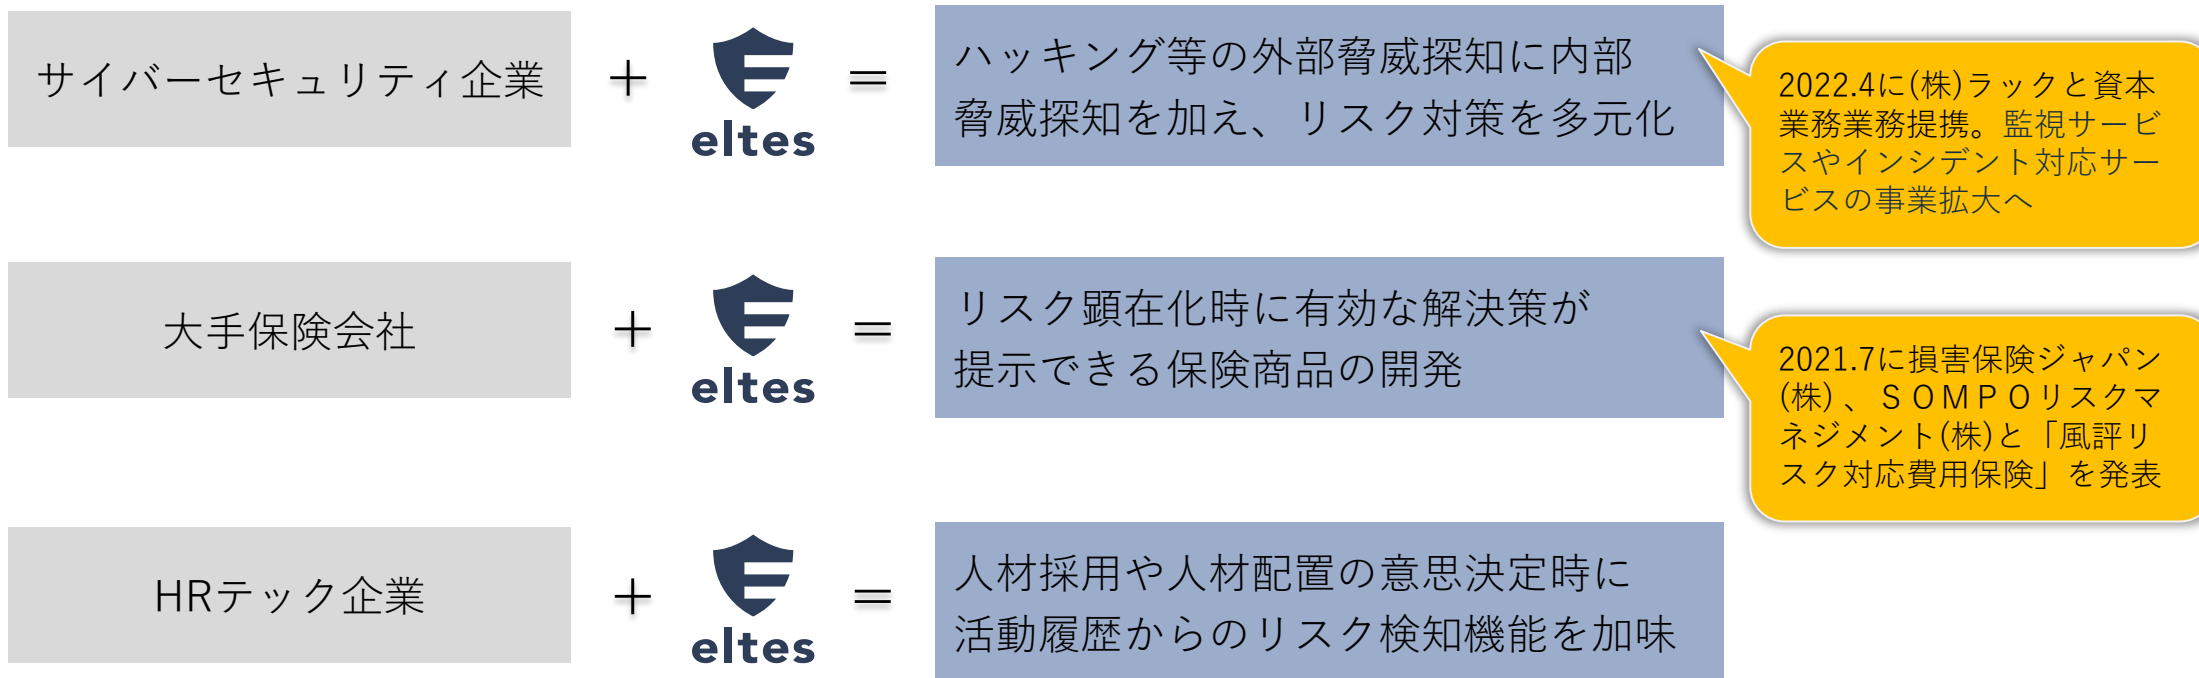 サイバーセキュリティ企業
+
eltes
=
ハッキング等の外部脅威探知に内部
脅威探知を加え、リスク対策を多元化
2022.4に(株)ラックと資本
業務業務提携。監視サービ
スやインシデント対応サー
ビスの事業拡大へ
大手保険会社
+
eltes
=
リスク顕在化時に有効な解決策が
提示できる保険商品の開発
2021.7に損害保険ジャパン
(株)、ＳＯＭＰＯリスクマ
ネジメント(株)と「風評リ
スク対応費用保険」を発表
HRテック企業
+
eltes
=
人材採用や人材配置の意思決定時に
活動履歴からのリスク検知機能を加味